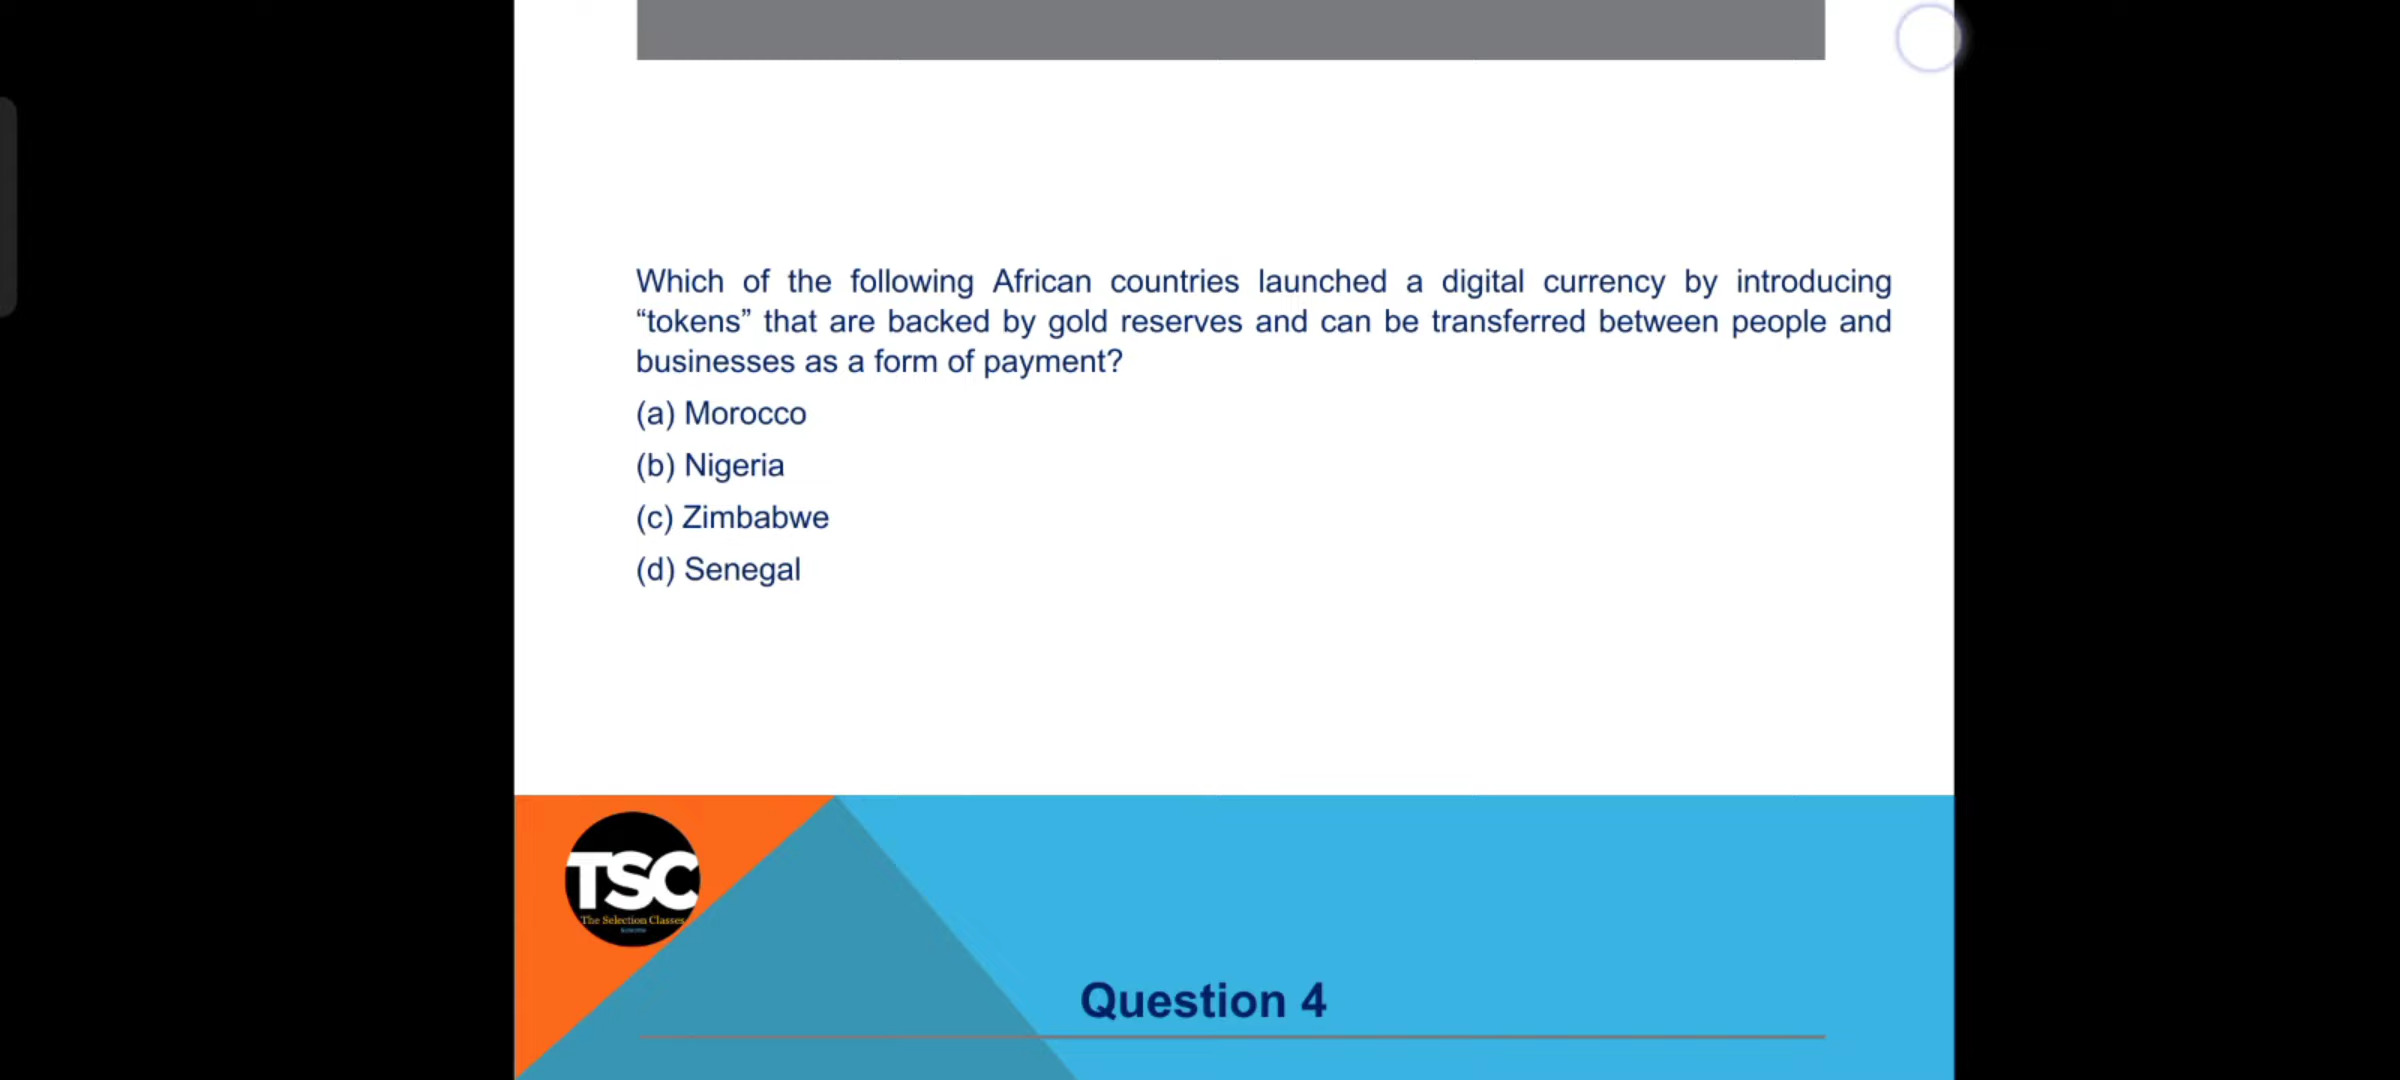 Which of the following African countries launched a digital currency by introducing
“tokens” that are backed by gold reserves and can be transferred between people and
businesses as a form of payment?
(a) Morocco
(b) Nigeria
(c) Zimbabwe
(d) Senegal
TSC
The Selection Classes
Question 4